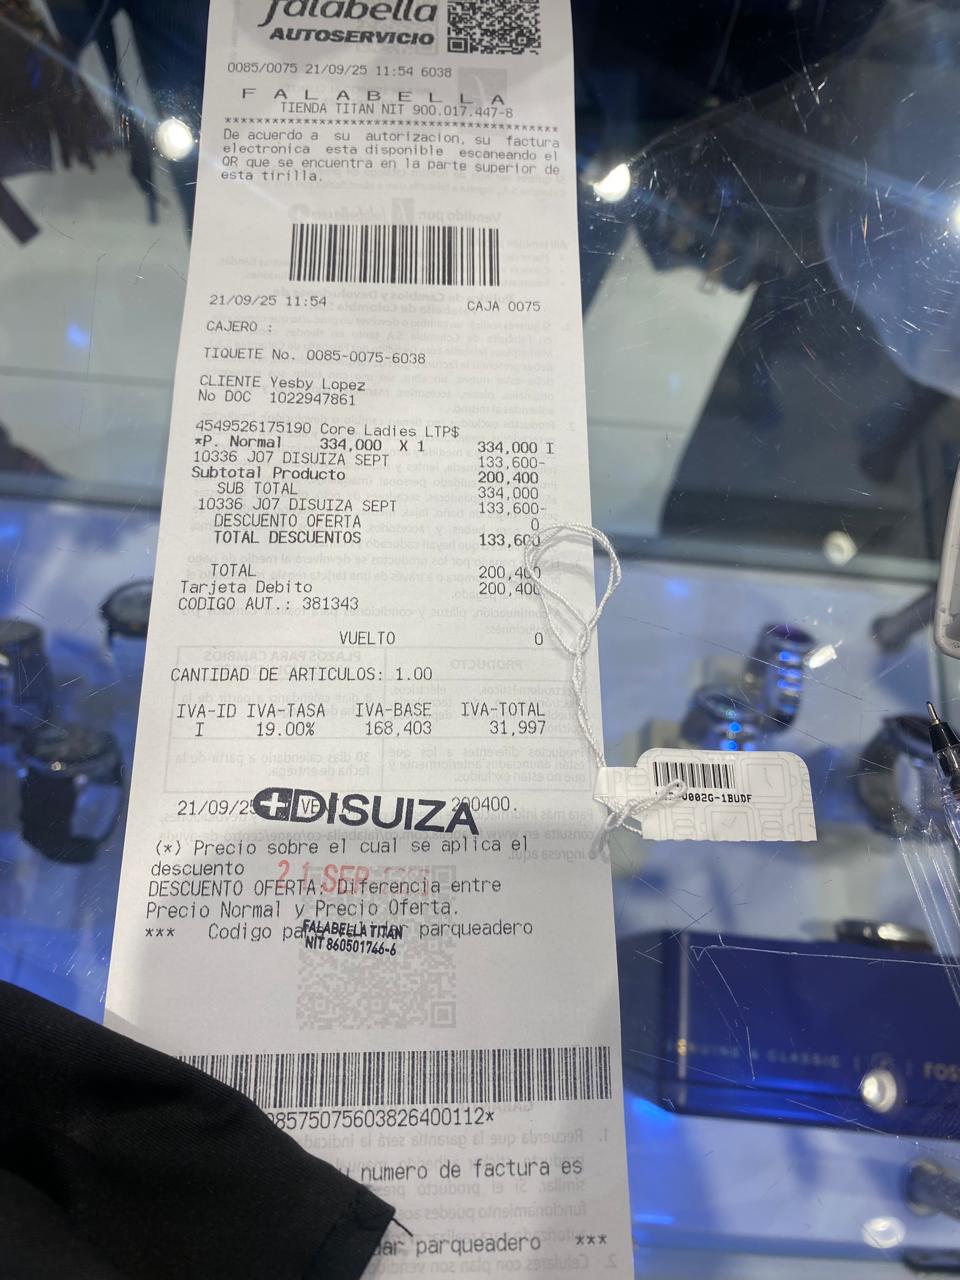 falabella
AUTOSERVICIO
0085/0075 21/09/25 11:54 6038
F A L A B E L L A
TIENDA TITAN NIT 900.017.447-8
De acuerdo a su autorizacion, su factura
electronica esta disponible escaneando el
QR que se encuentra en la parte superior de
esta tirilla.
21/09/25 11:54 CAJA 0075
CAJERO :
TIQUETE No. 0085-0075-6038
CLIENTE Yesby Lopez
No DOC 1022947861
4549526175190 Core Ladies LTP$
*P. Normal 334,000 X 1 334,000 I
10336 J07 DISUIZA SEPT 133,600-
Subtotal Producto 200,400
SUB TOTAL 334,000
10336 J07 DISUIZA SEPT 133,600-
DESCUENTO OFERTA 0
TOTAL DESCUENTOS 133,600
TOTAL 200,400
Tarjeta Debito 200,400
CODIGO AUT.: 381343
VUELTO 0
CANTIDAD DE ARTICULOS: 1.00
IVA-ID IVA-TASA IVA-BASE IVA-TOTAL
I 19.00% 168,403 31,997
21/09/25 DISUIZA 200400.
(*) Precio sobre el cual se aplica el
descuento
21 SEP
DESCUENTO OFERTA: Diferencia entre
Precio Normal y Precio Oferta.
*** Codigo parqueadero
FALABELLA TITAN
NIT 860501746-6
8575075603826400112*
numero de factura es
parqueadero ***
002G-1BUDF
CLASSIC
FOS